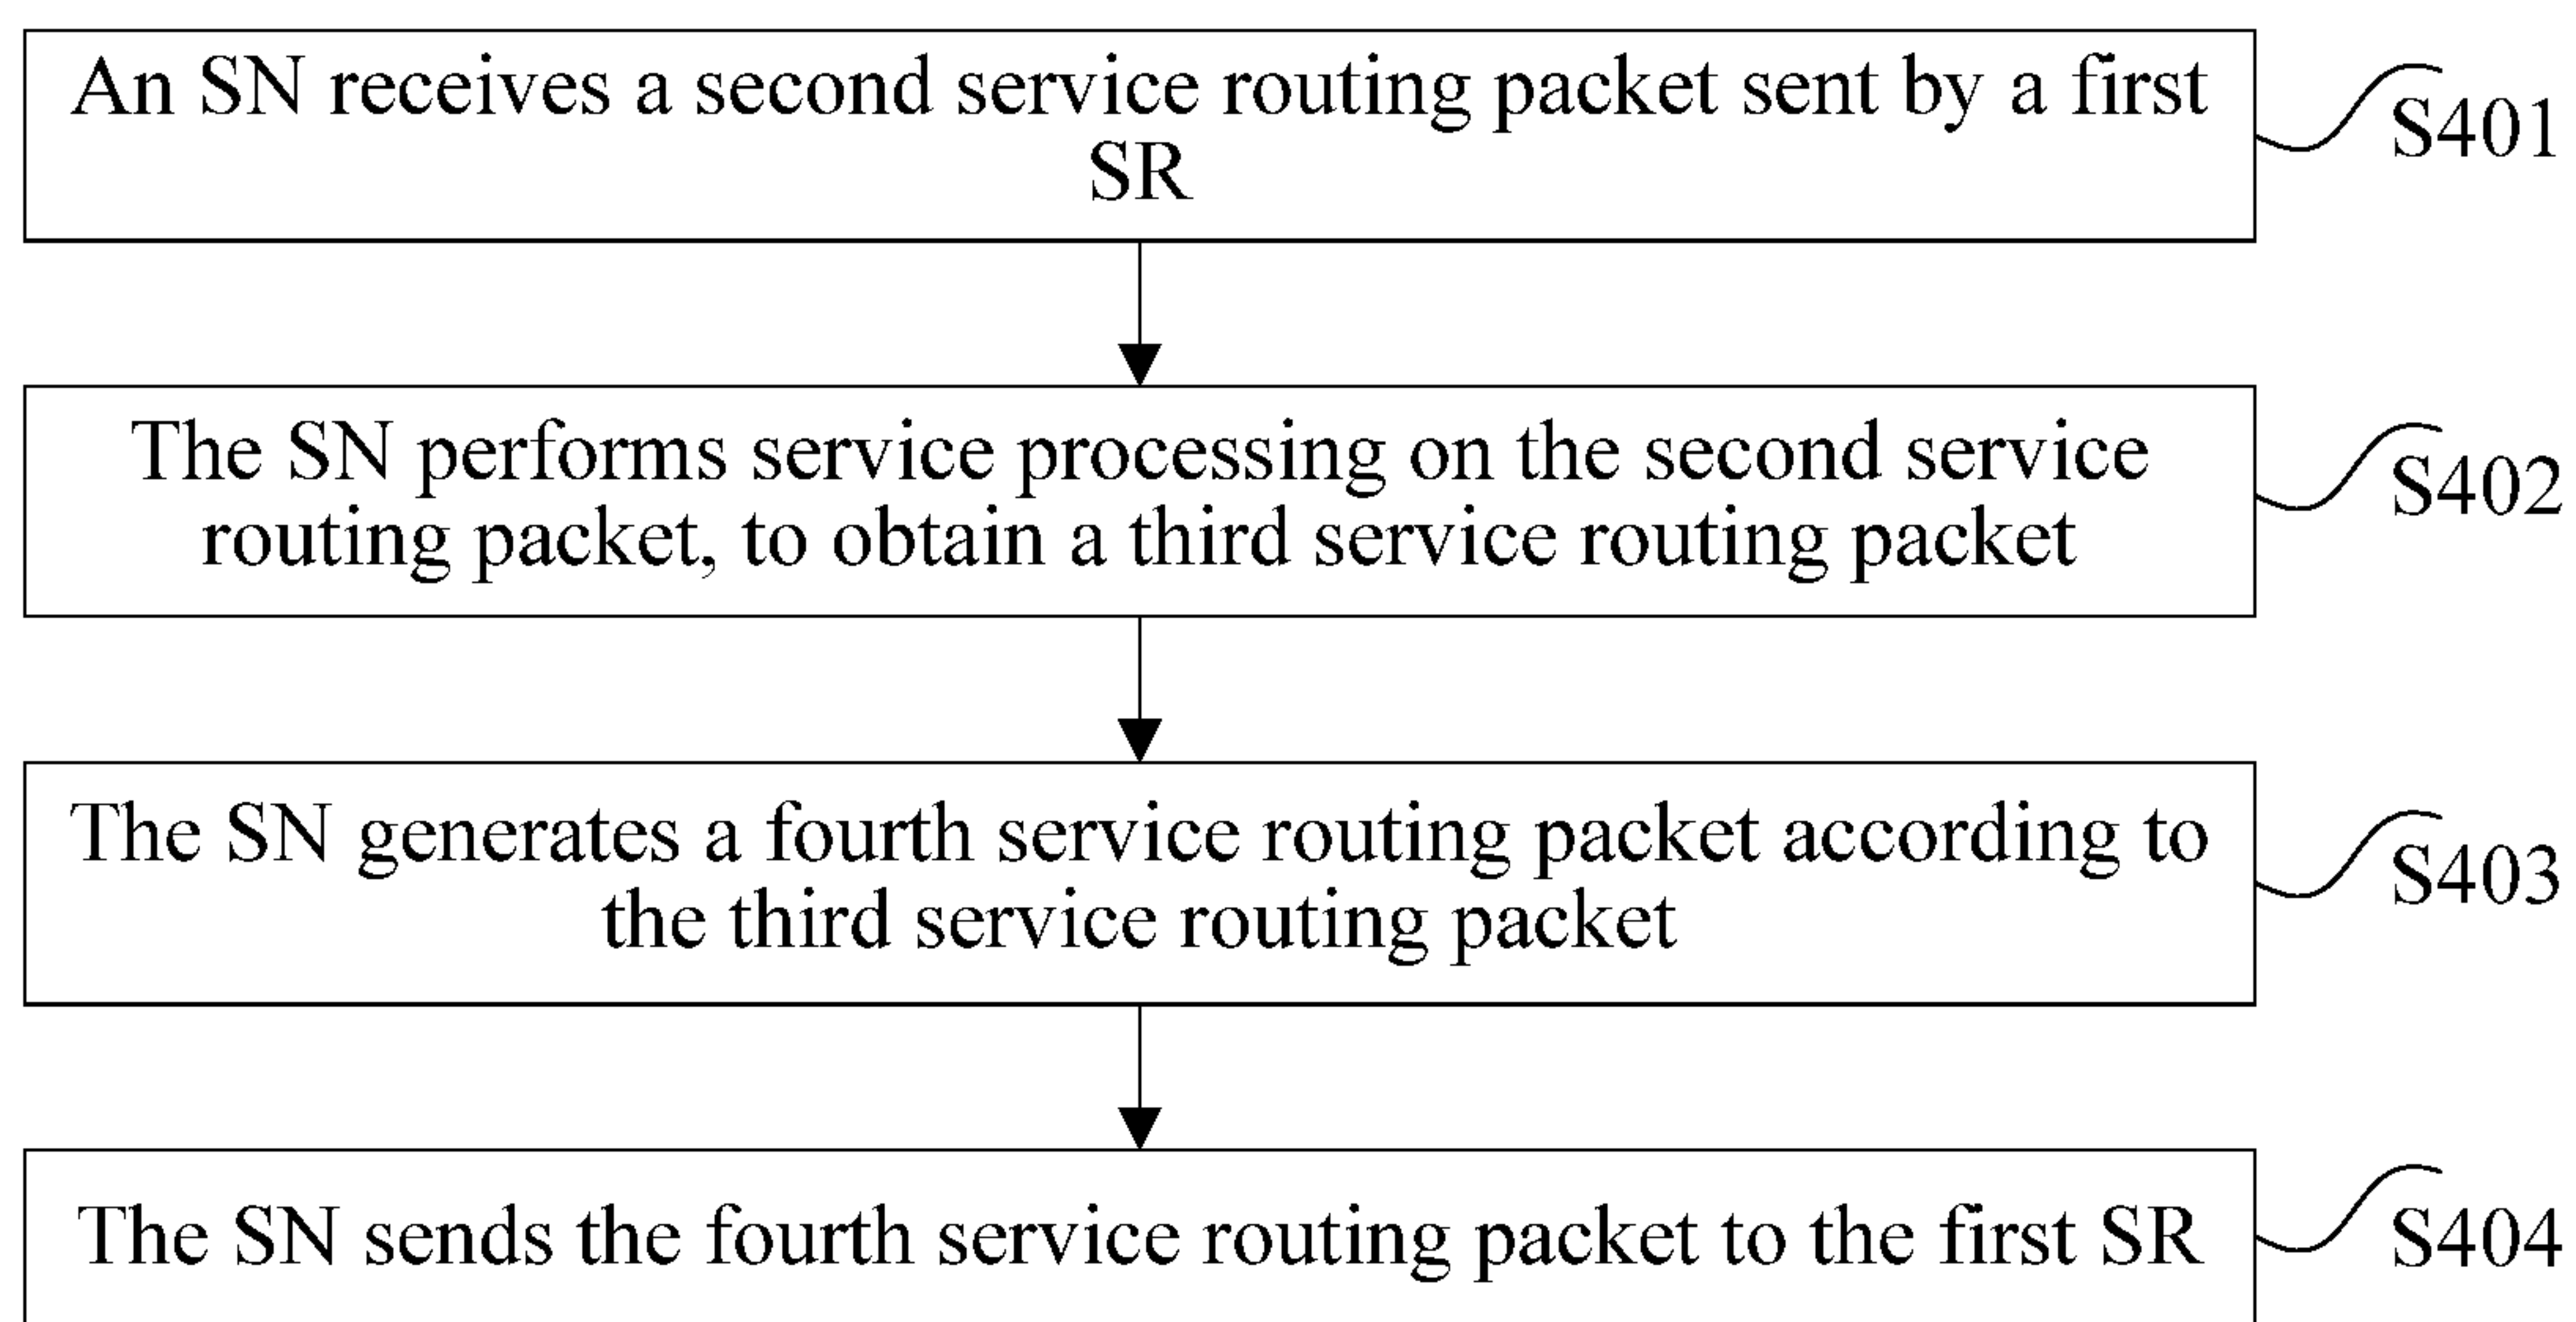 An SN receives a second service routing packet sent by a first
SR
S401
The SN performs service processing on the second service
routing packet, to obtain a third service routing packet
S402
The SN generates a fourth service routing packet according to
the third service routing packet
S403
The SN sends the fourth service routing packet to the first SR
S404